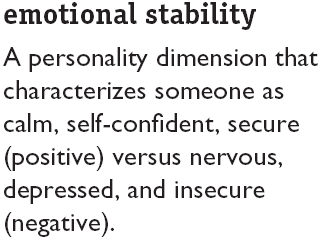 emotional stability
A personality dimension that
characterizes someone as
calm, self-confident, secure
(positive) versus nervous,
depressed, and insecure
(negative).